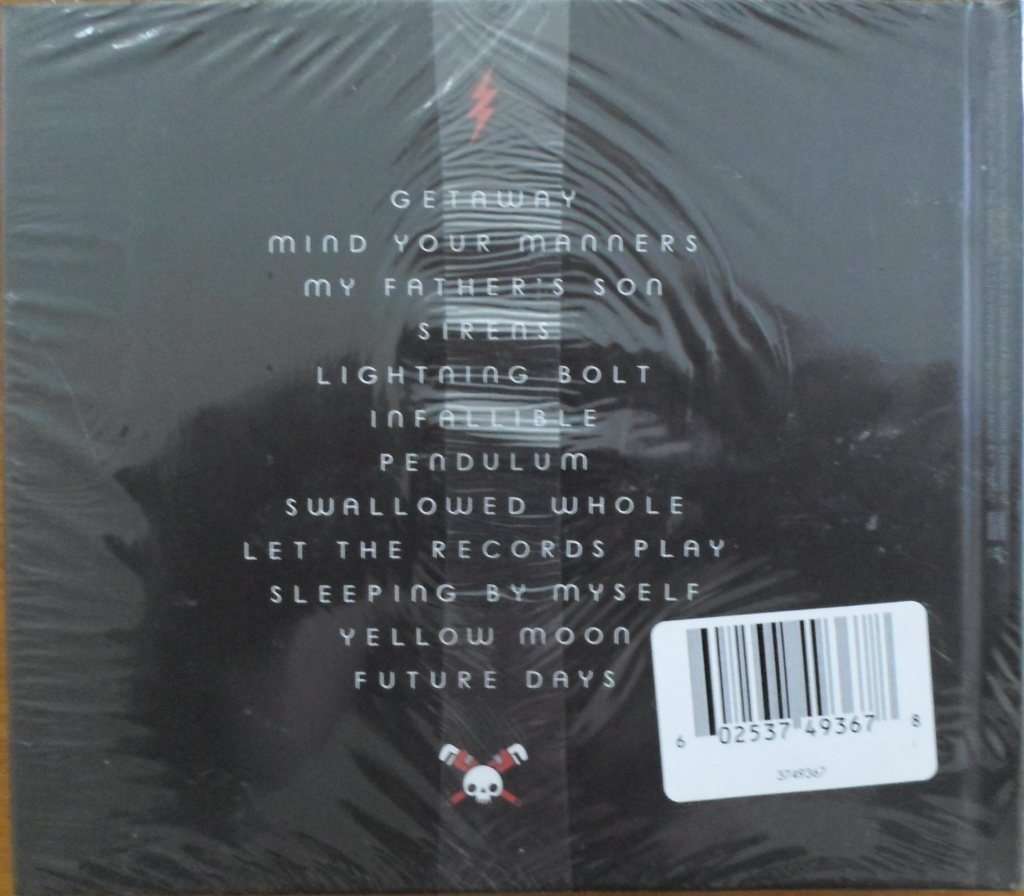 GETAWAY
MIND YOUR MANNERS
MY FATHER'S SON
SIRENS
LIGHTNING BOLT
INFALLIBLE
PENDULUM
SWALLOWED WHOLE
LET THE RECORDS PLAY
SLEEPING BY MYSELF
YELLOW MOON
FUTURE DAYS
6 02537 49367 8
3749367